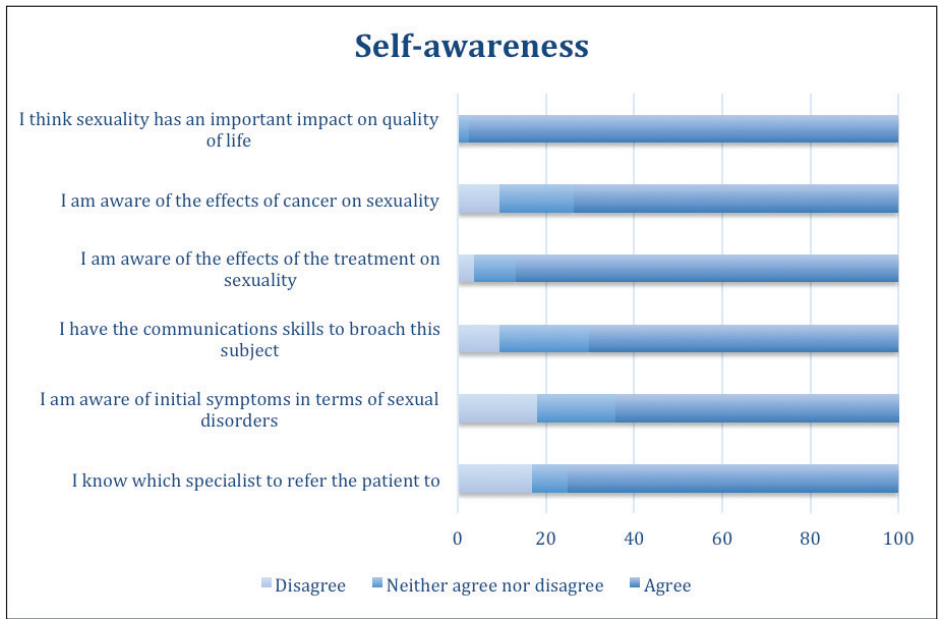 Self-awareness
I think sexuality has an important impact on quality
of life
I am aware of the effects of cancer on sexuality
I am aware of the effects of the treatment on
sexuality
I have the communications skills to broach this
subject
I am aware of initial symptoms in terms of sexual
disorders
I know which specialist to refer the patient to
0 20 40 60 80 100
Disagree Neither agree nor disagree Agree